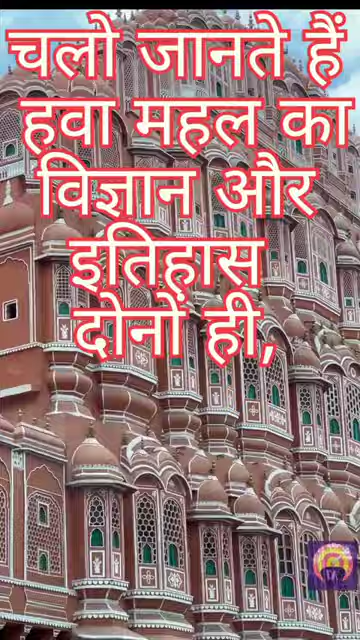 चलो जानते हैं
हवा महल का
विज्ञान और
इतिहास
दोनों ही,